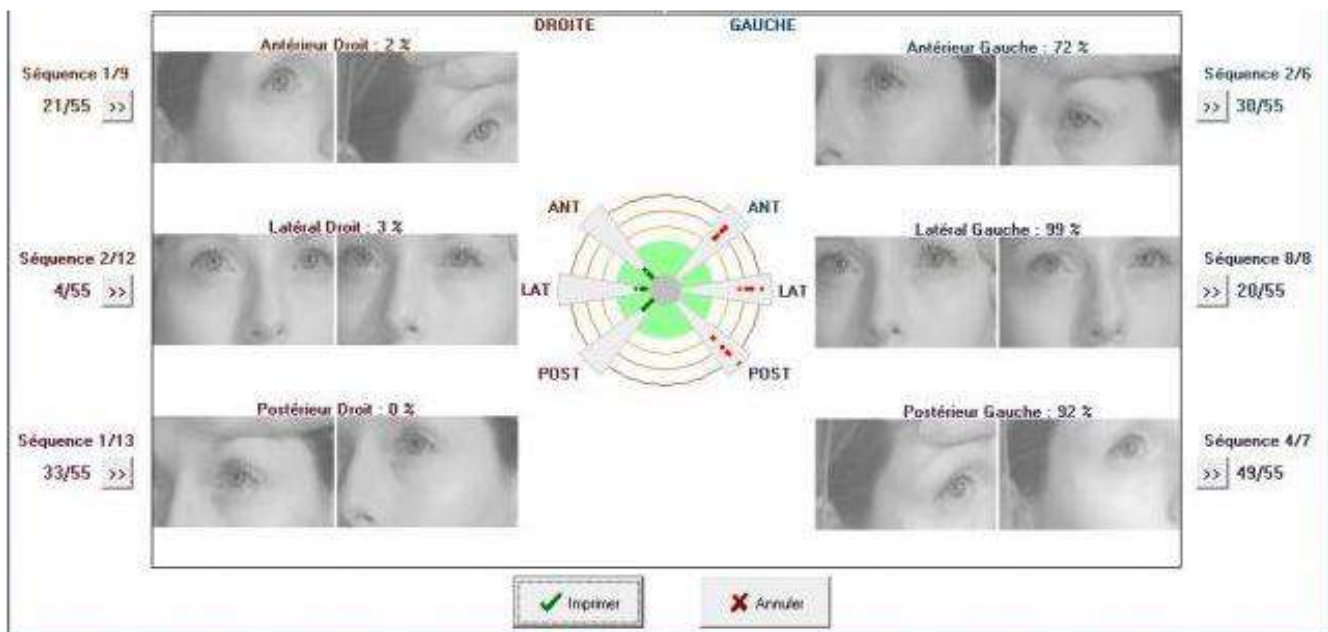 DROITE GAUCHE
Antérieur Droit : 2 %
Antérieur Gauche : 72 %
Séquence 1/9
21/55 >>
Séquence 2/6
>> 30/55
ANT ANT
Latéral Droit : 3 %
Latéral Gauche : 99 %
Séquence 2/12
4/55 >>
Séquence 8/8
>> 20/55
LAT LAT
POST POST
Postérieur Droit : 0 %
Postérieur Gauche : 92 %
Séquence 1/13
33/55 >>
Séquence 4/7
>> 49/55
Imprimer Annuler